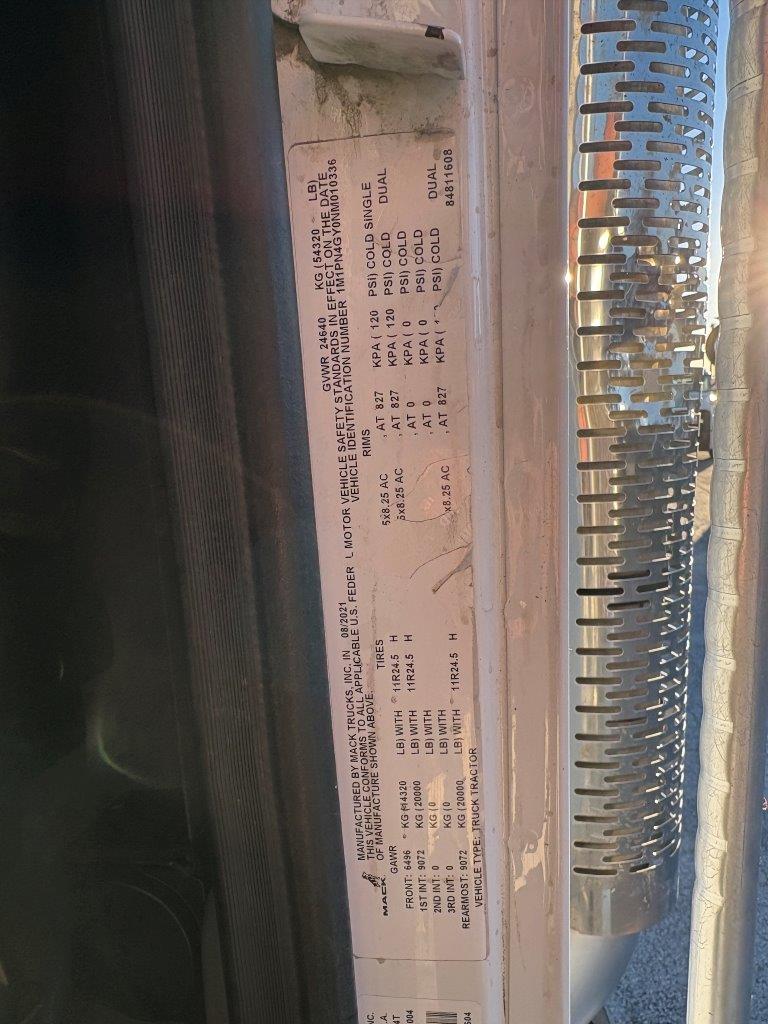 MANUFACTURED BY MACK TRUCKS, INC. IN 08/2021 GVWR 24640 KG (54320 LB)
THIS VEHICLE CONFORMS TO ALL APPLICABLE U.S. FEDER L MOTOR VEHICLE SAFETY STANDARDS IN EFFECT ON THE DATE
OF MANUFACTURE SHOWN ABOVE. VEHICLE IDENTIFICATION NUMBER 1M1PN4GY0NM010336
MACK
GAWR TIRES RIMS
FRONT: 6496 KG (14320 LB) WITH 11R24.5 H 5x8.25 AC , AT 827 KPA ( 120 PSI) COLD SINGLE
1ST INT: 9072 KG (20000 LB) WITH 11R24.5 H 5x8.25 AC , AT 827 KPA ( 120 PSI) COLD DUAL
2ND INT: 0 KG (0 LB) WITH , AT 0 KPA ( 0 PSI) COLD
3RD INT: 0 KG (0 LB) WITH , AT 0 KPA ( 0 PSI) COLD
REARMOST: 9072 KG (20000 LB) WITH 11R24.5 H x8.25 AC , AT 827 KPA ( PSI) COLD DUAL
VEHICLE TYPE: TRUCK TRACTOR 84811608
NC.
.A.
4T
004
504